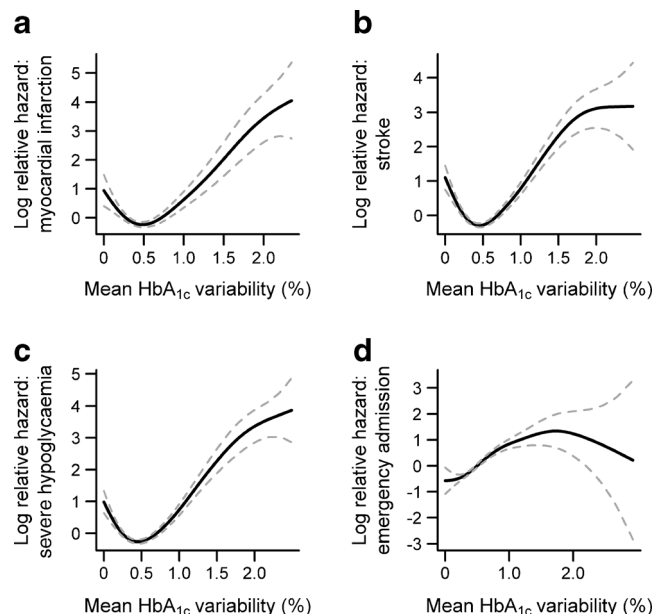 a
Log relative hazard:
myocardial infarction
5
4
3
2
1
0
0 0.5 1.0 1.5 2.0
Mean HbA1c variability (%)
b
Log relative hazard:
stroke
4
3
2
1
0
0 0.5 1.0 1.5 2.0 2.5
Mean HbA1c variability (%)
c
Log relative hazard:
severe hypoglycaemia
5
4
3
2
1
0
0 0.5 1.0 1.5 2.0
Mean HbA1c variability (%)
d
Log relative hazard:
emergency admission
3
2
1
0
-1
-2
-3
0 1.0 2.0
Mean HbA1c variability (%)